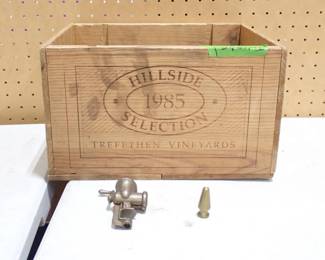 HILLSIDE
1985
SELECTION
TREFETHEN VINEYARDS